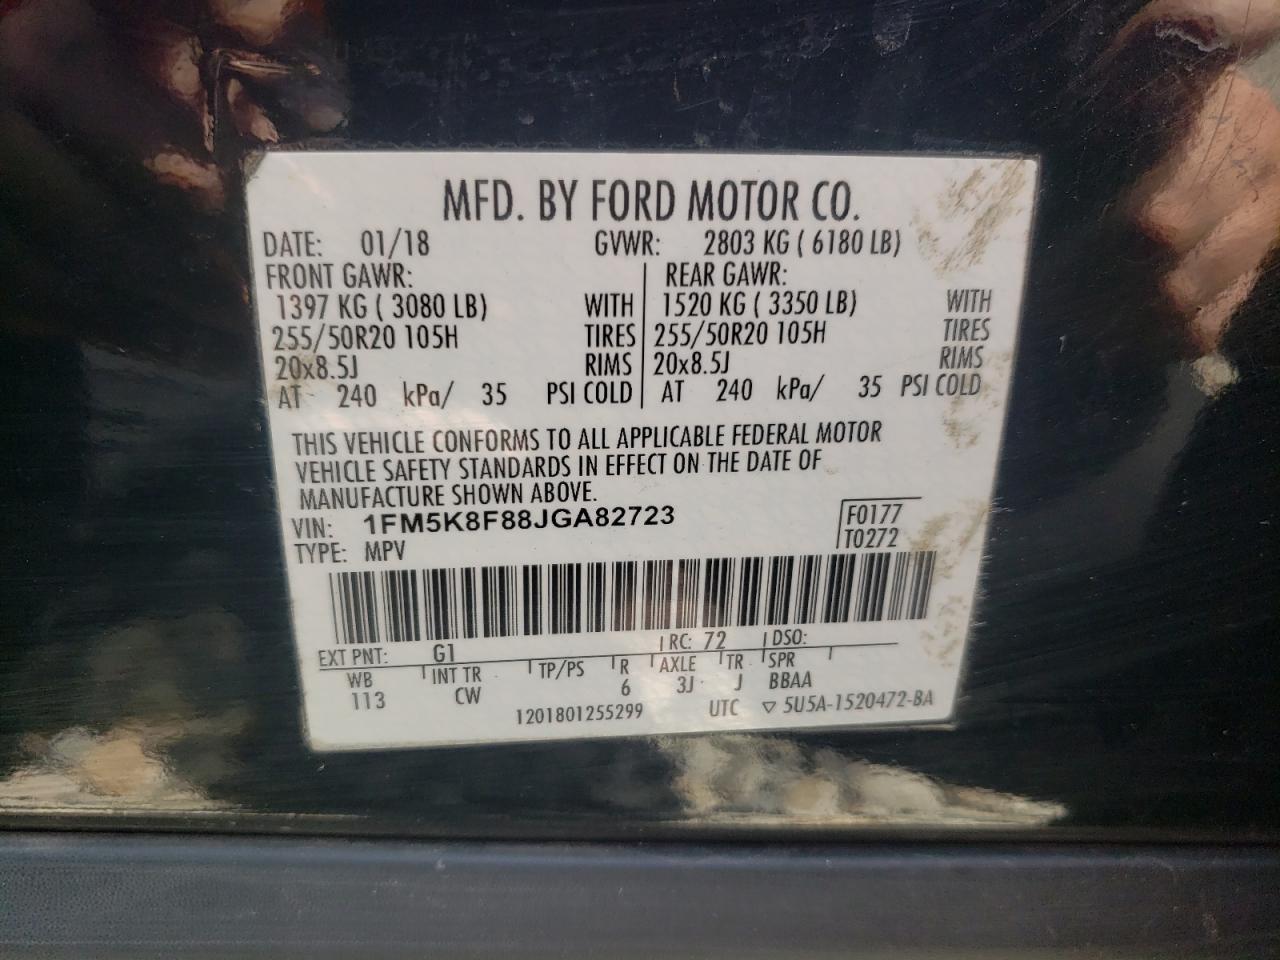 MFD. BY FORD MOTOR CO.
DATE: 01/18 GVWR: 2803 KG ( 6180 LB)
FRONT GAWR: REAR GAWR:
1397 KG ( 3080 LB) WITH 1520 KG ( 3350 LB) WITH
255/50R20 105H TIRES 255/50R20 105H TIRES
20x8.5J RIMS 20x8.5J RIMS
AT 240 kPa/ 35 PSI COLD AT 240 kPa/ 35 PSI COLD
THIS VEHICLE CONFORMS TO ALL APPLICABLE FEDERAL MOTOR
VEHICLE SAFETY STANDARDS IN EFFECT ON THE DATE OF
MANUFACTURE SHOWN ABOVE.
VIN: 1FM5K8F88JGA82723 F0177
TYPE: MPV T0272
EXT PNT: G1 RC: 72 DSO:
WB INT TR TP/PS R AXLE TR SPR
113 CW 6 3J J BBAA
1201801255299 UTC ▽ 5U5A-1520472-BA